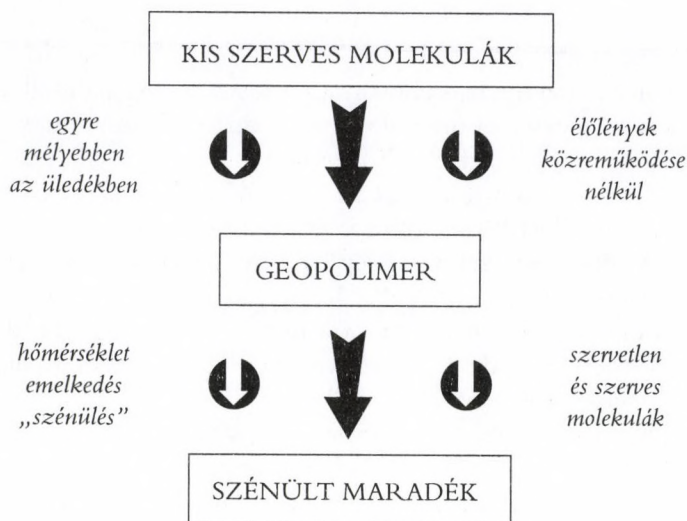 KIS SZERVES MOLEKULÁK
egyre
mélyebben
az üledékben
élőlények
közreműködése
nélkül
GEOPOLIMER
hőmérséklet
emelkedés
„szénülés”
szervetlen
és szerves
molekulák
SZÉNÜLT MARADÉK